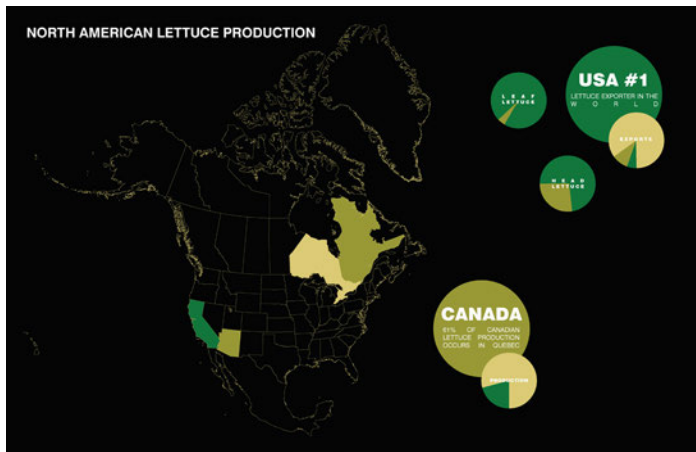 NORTH AMERICAN LETTUCE PRODUCTION
LEAF
LETTUCE
USA #1
LETTUCE EXPORTER IN THE
WORLD
EXPORTS
HEAD
LETTUCE
CANADA
61% OF CANADIAN
LETTUCE PRODUCTION
OCCURS IN QUEBEC
PRODUCTION